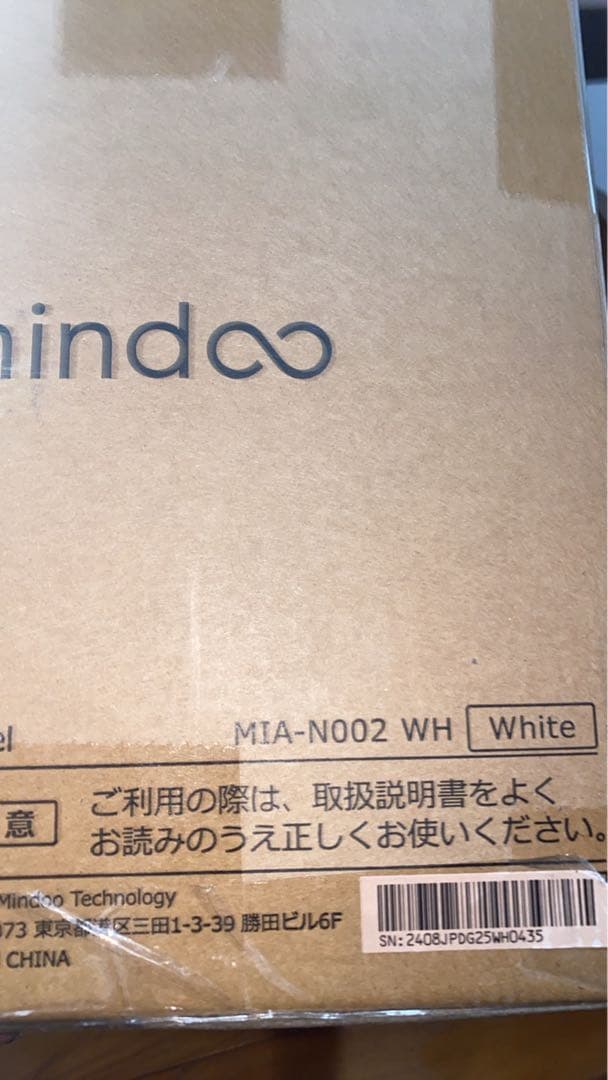 indoo
MIA-N002 WH White
ご利用の際は、取扱説明書をよく
意
お読みのうえ正しくお使いください。
Mindoo Technology
073 東京都港区三田1-3-39 勝田ビル6F
SN:2408JPDG25WH0435
CHINA